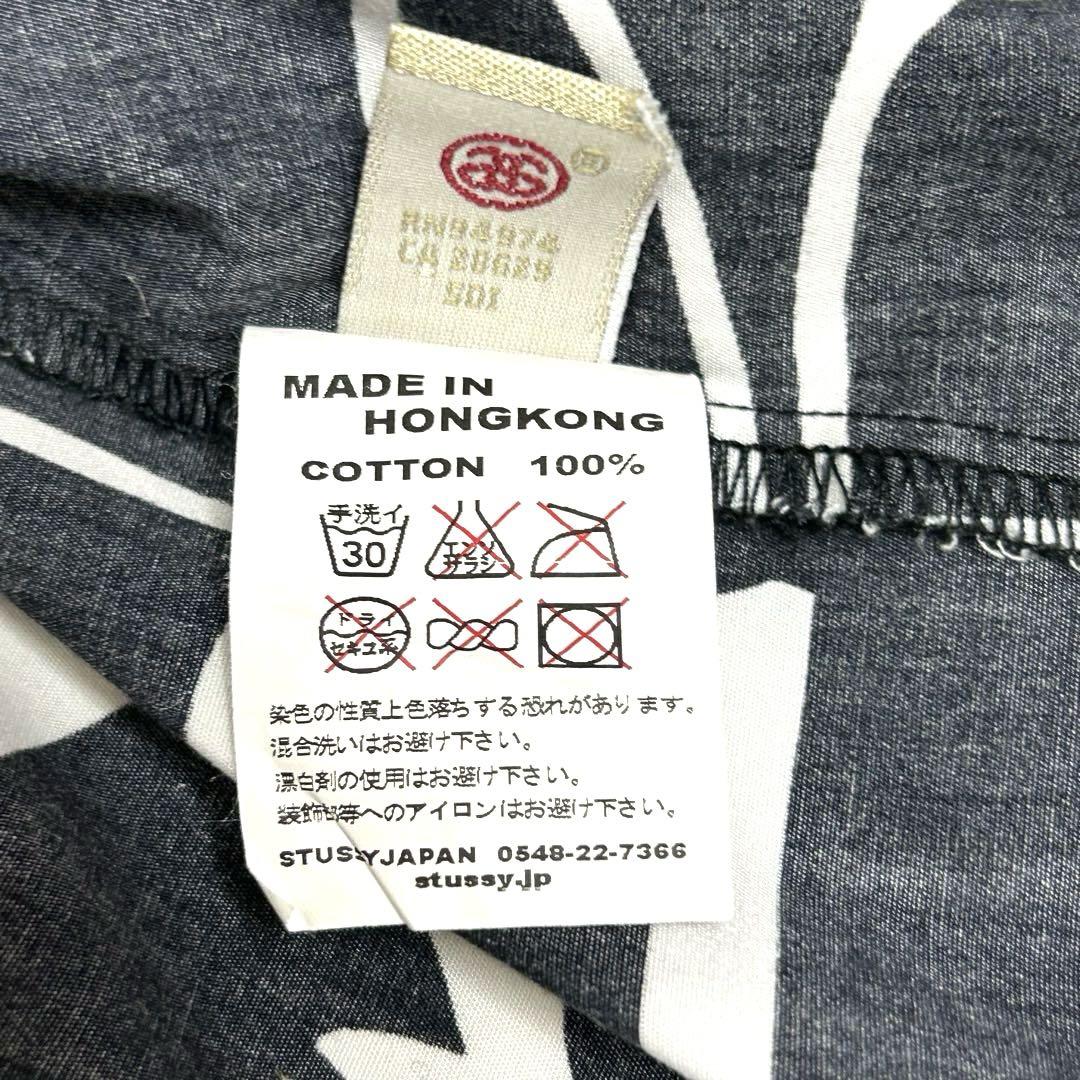 RN94974
CA 20629
S01
MADE IN
HONGKONG
COTTON 100%
手洗イ
30
エンソ
サラシ
ドライ
セキユ系
染色の性質上色落ちする恐れがあります。
混合洗いはお避け下さい。
漂白剤の使用はお避け下さい。
装飾部等へのアイロンはお避け下さい。
STUSSYJAPAN 0548-22-7366
stussy.jp